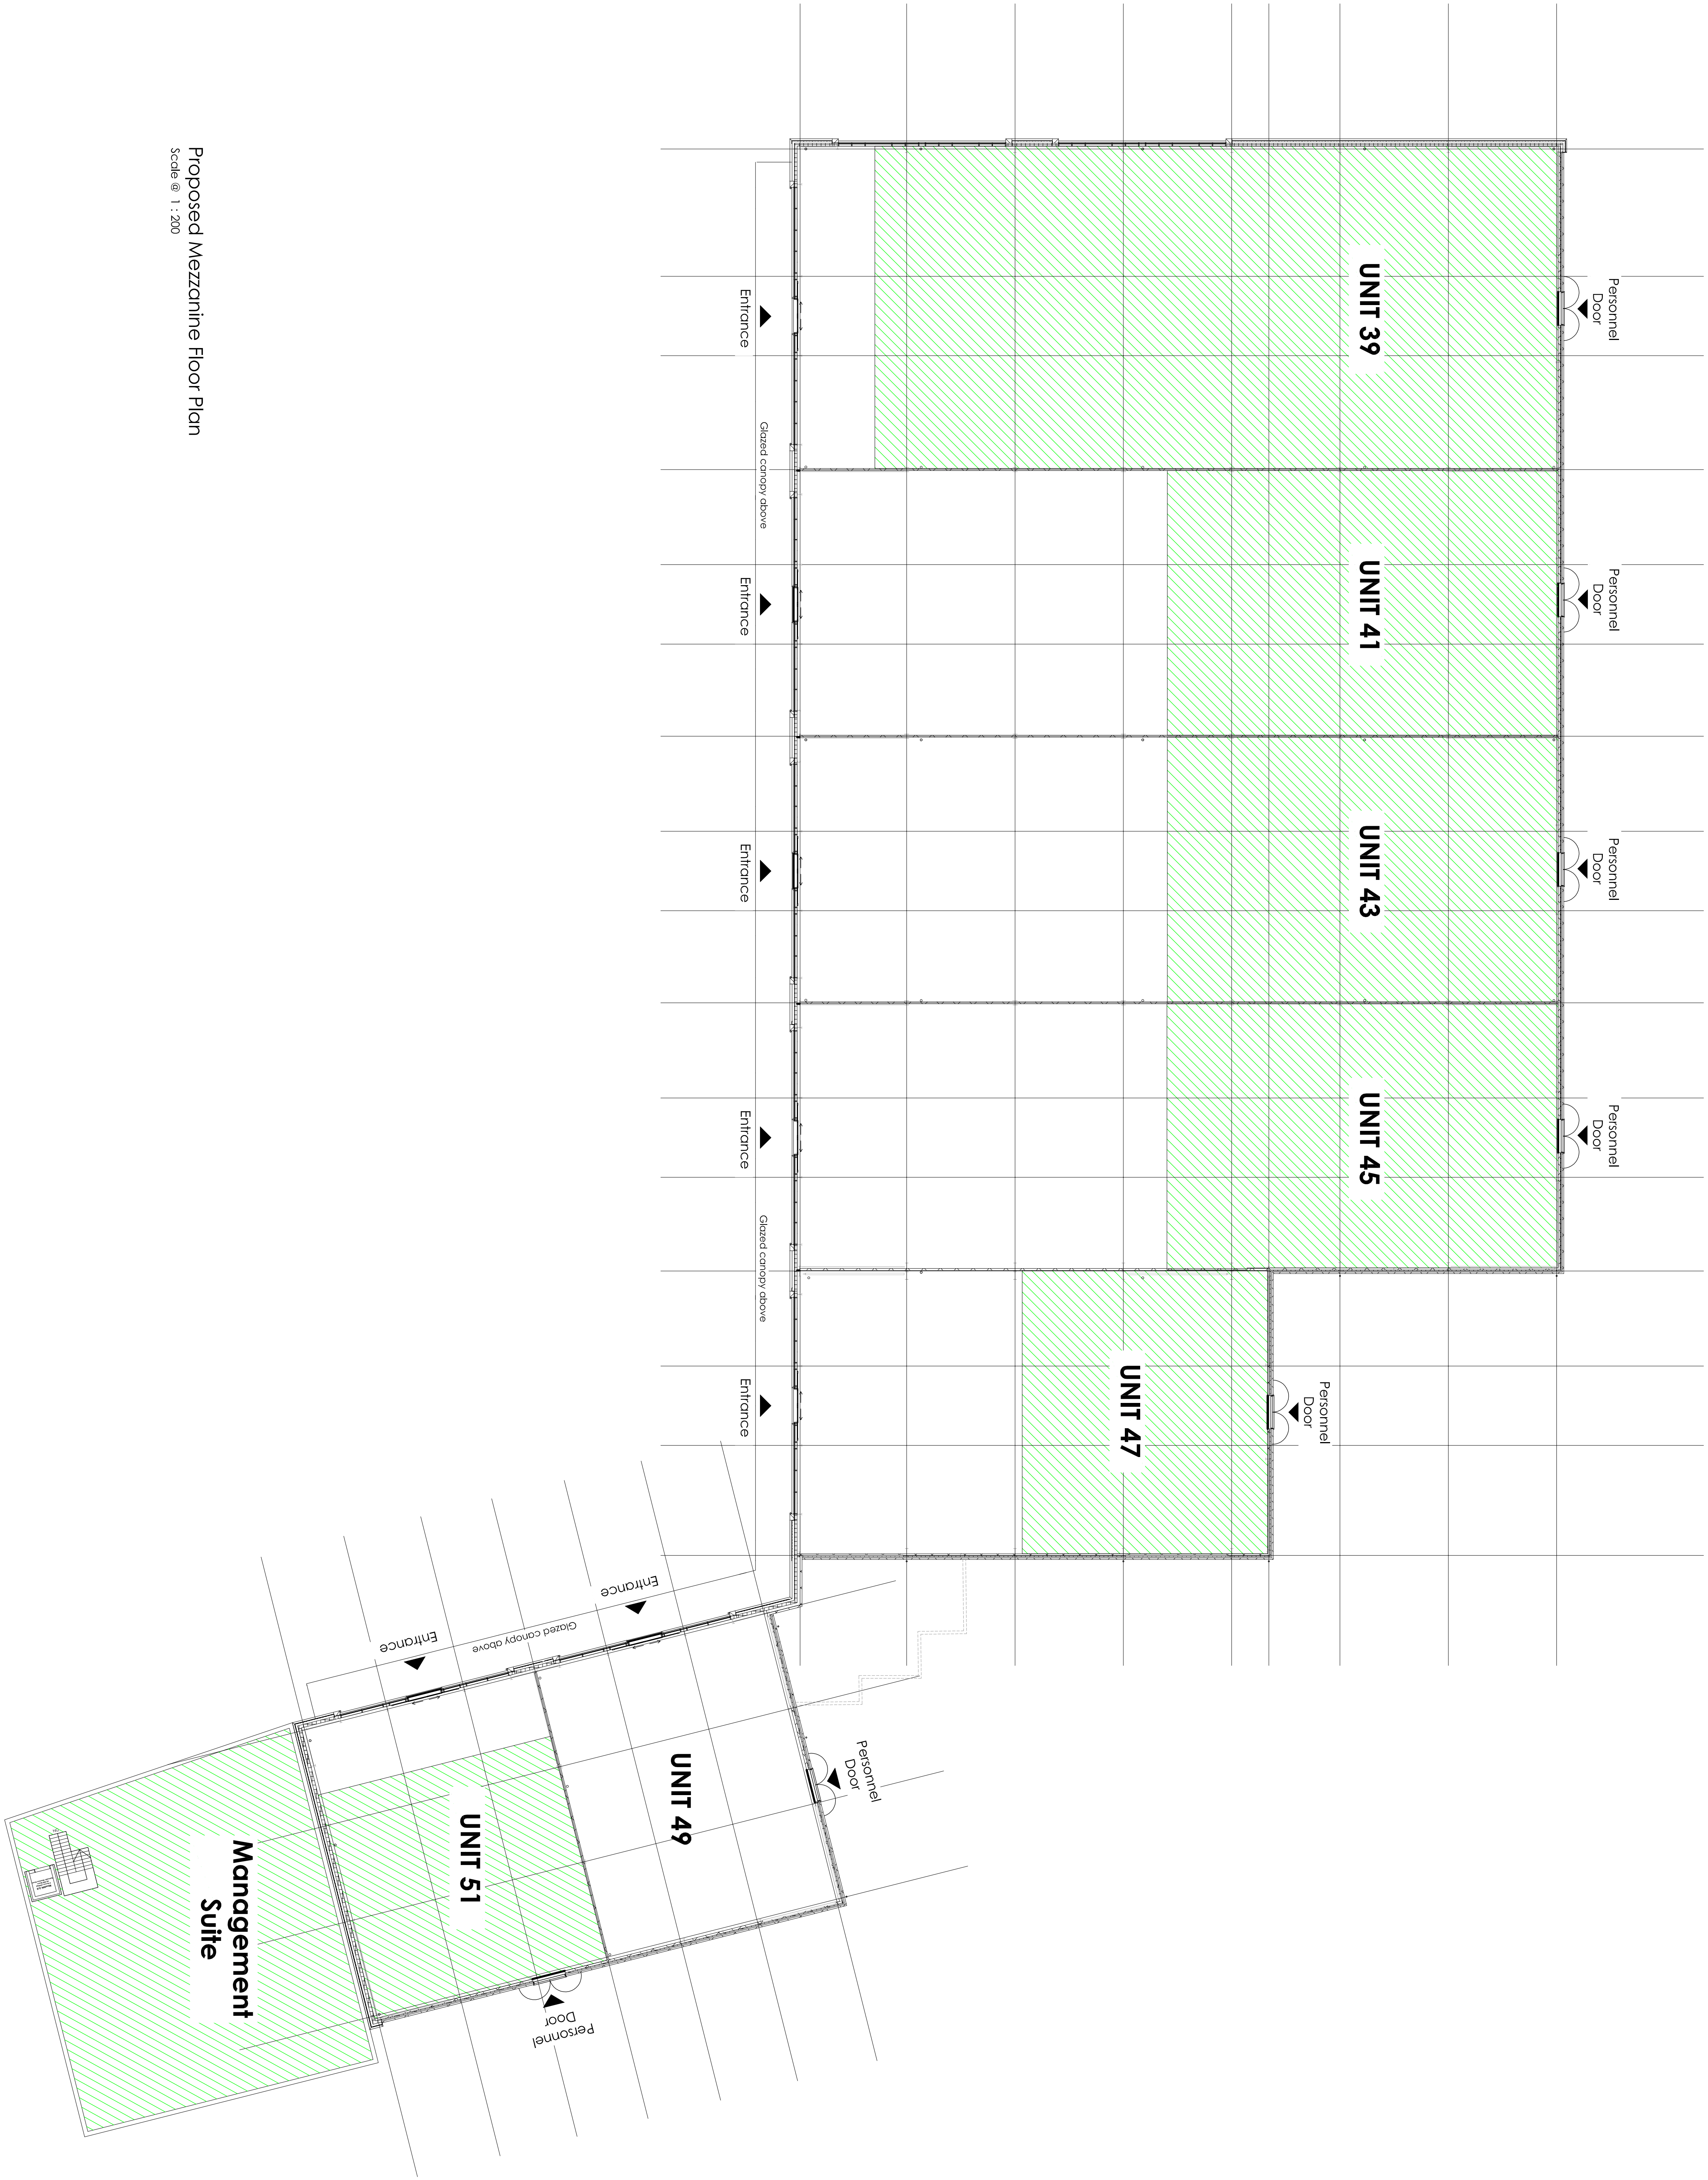 Proposed Mezzanine Floor Plan
Scale @ 1 : 200
Personnel
Door
UNIT 39
Entrance
Glazed canopy above
Personnel
Door
UNIT 41
Entrance
Personnel
Door
UNIT 43
Entrance
Personnel
Door
UNIT 45
Entrance
Glazed canopy above
Personnel
Door
UNIT 47
Entrance
Entrance
Glazed canopy above
Entrance
Personnel
Door
UNIT 49
UNIT 51
Personnel
Door
Management
Suite